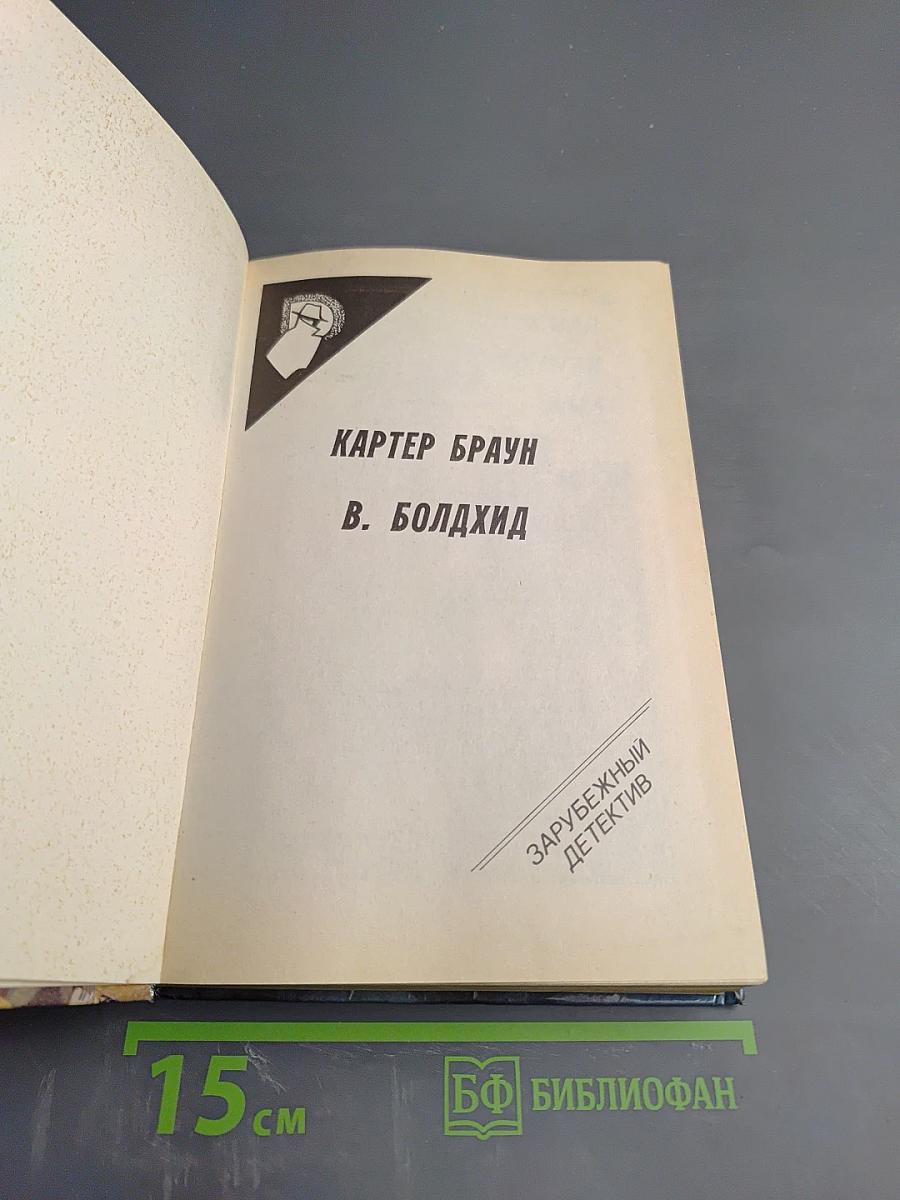 КАРТЕР БРАУН
В. БОЛДХИД
ЗАРУБЕЖНЫЙ
ДЕТЕКТИВ
15 см
БФ БИБЛИОФАН